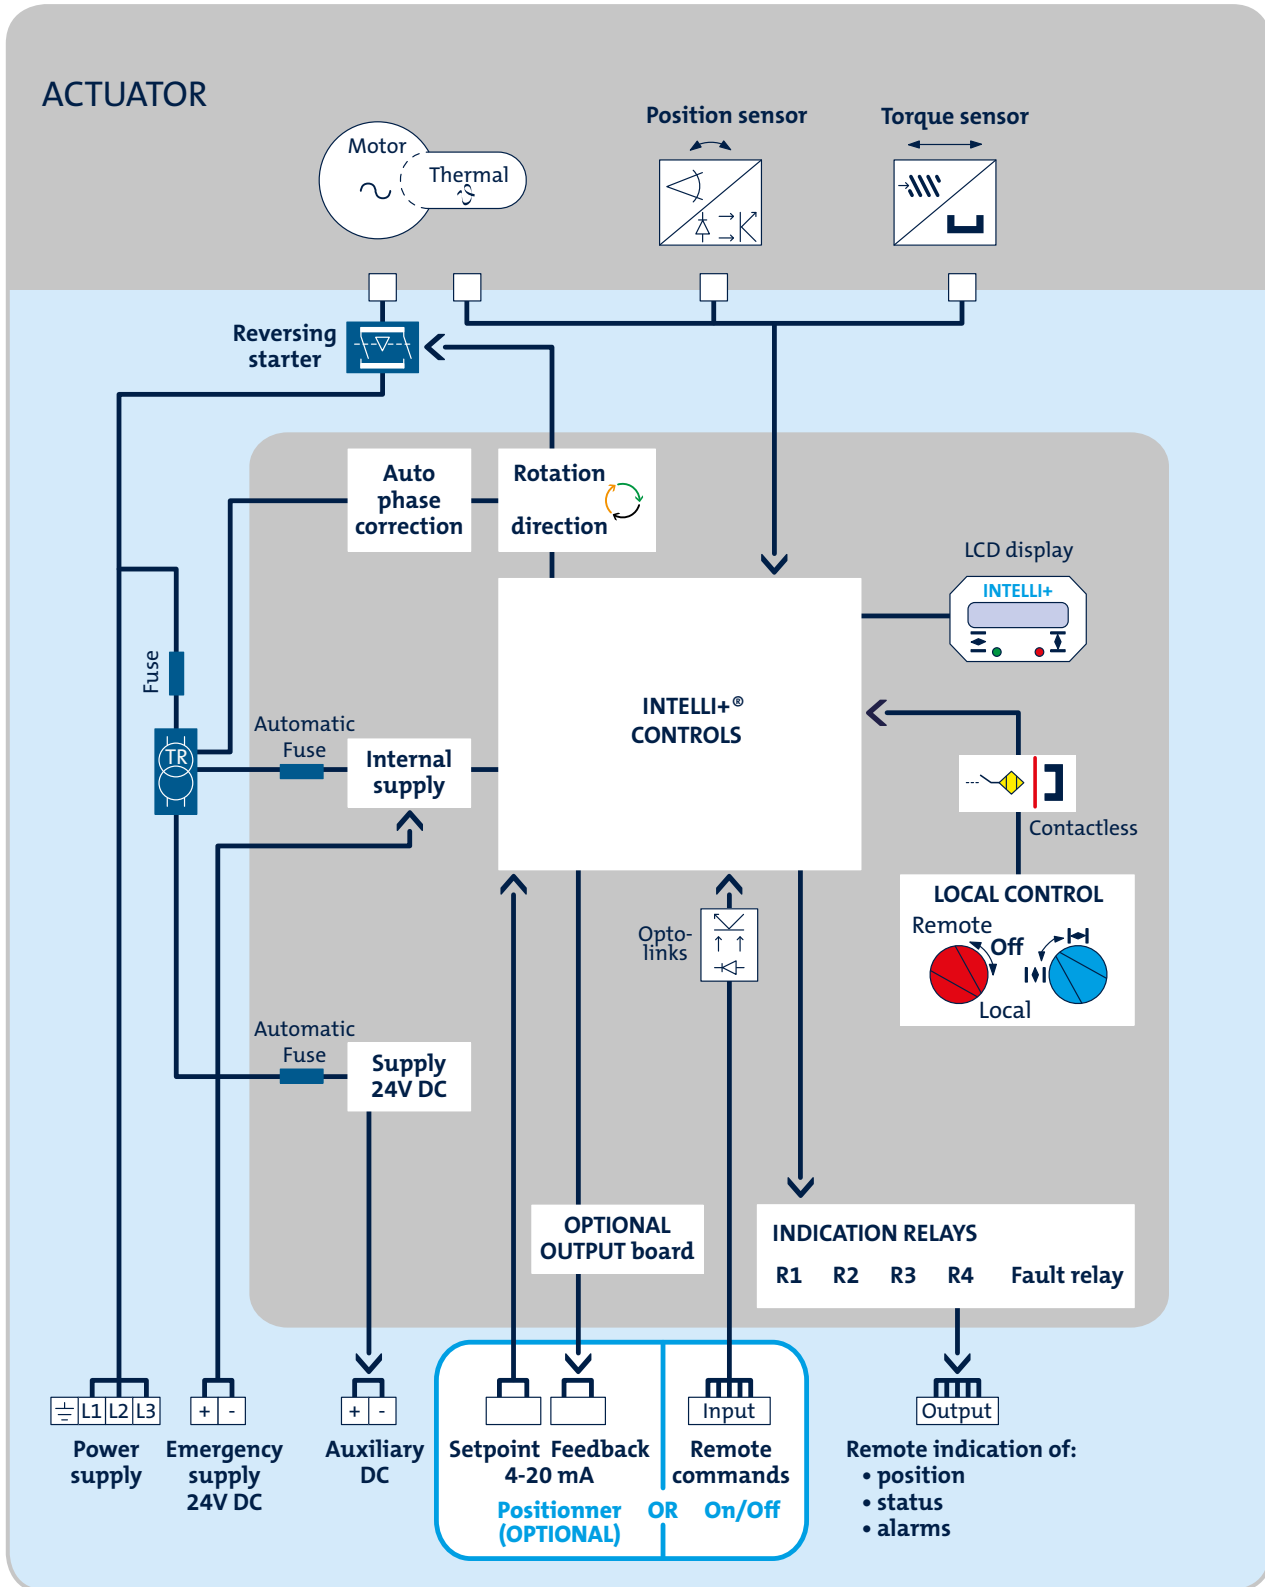 ACTUATOR
Motor
Thermal
Position sensor
Torque sensor
Reversing
starter
Auto
phase
correction
Rotation
direction
LCD display
INTELLI+
Fuse
TR
Automatic
Fuse
Internal
supply
INTELLI+®
CONTROLS
Contactless
LOCAL CONTROL
Remote
Off
Local
Opto-
links
Automatic
Fuse
Supply
24V DC
OPTIONAL
OUTPUT board
INDICATION RELAYS
R1 R2 R3 R4 Fault relay
L1 L2 L3
+ -
+ -
Input
Output
Power
supply
Emergency
supply
24V DC
Auxiliary
DC
Setpoint Feedback
4-20 mA
Positionner
(OPTIONAL)
OR
Remote
commands
On/Off
Remote indication of:
• position
• status
• alarms